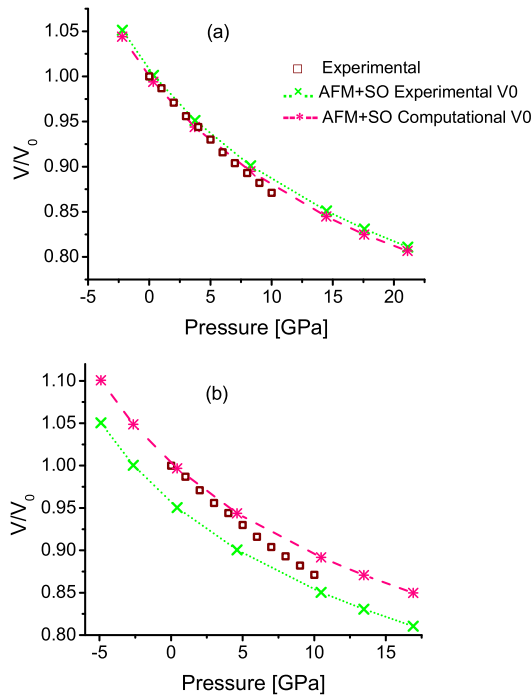 (a)
1.05
1.00
0.95
0.90
0.85
0.80
V/V0
Experimental
AFM+SO Experimental V0
AFM+SO Computational V0
-5 0 5 10 15 20
Pressure [GPa]
(b)
1.10
1.05
1.00
0.95
0.90
0.85
0.80
V/V0
-5 0 5 10 15
Pressure [GPa]